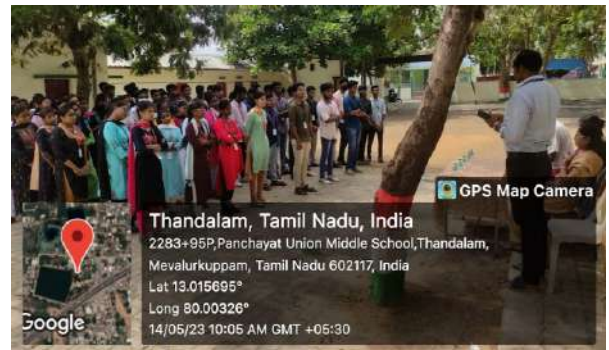 GPS Map Camera
Thandalam, Tamil Nadu, India
2283+95P,Panchayat Union Middle School,Thandalam,
Mevalurkuppam, Tamil Nadu 602117, India
Lat 13.015695°
Long 80.00326°
14/05/23 10:05 AM GMT +05:30
Google